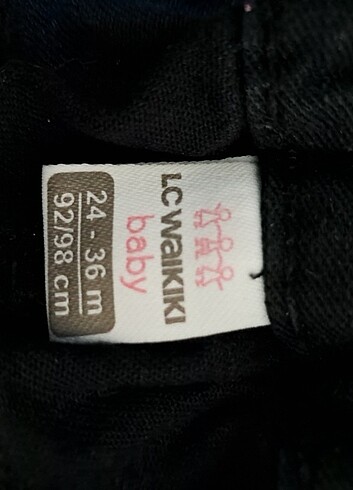 LC WAIKIKI
baby
24 - 36 m
92/98 cm